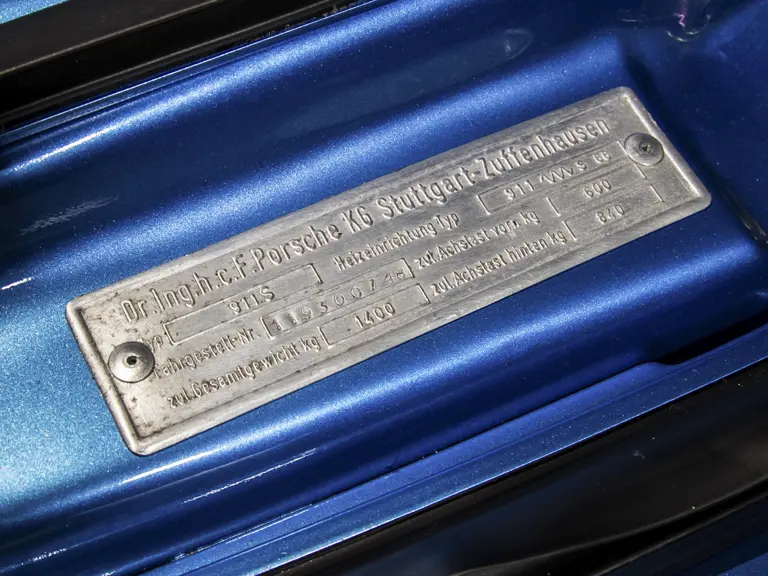 Dr.Ing.h.c.F.Porsche KG Stuttgart-Zuffenhausen
Typ 911S Heizeinrichtung Typ 911 S
Fahrgestell-Nr. zul.Achslast vorn kg 600
zul.Gesamtgewicht kg 1400 zul.Achslast hinten kg 840